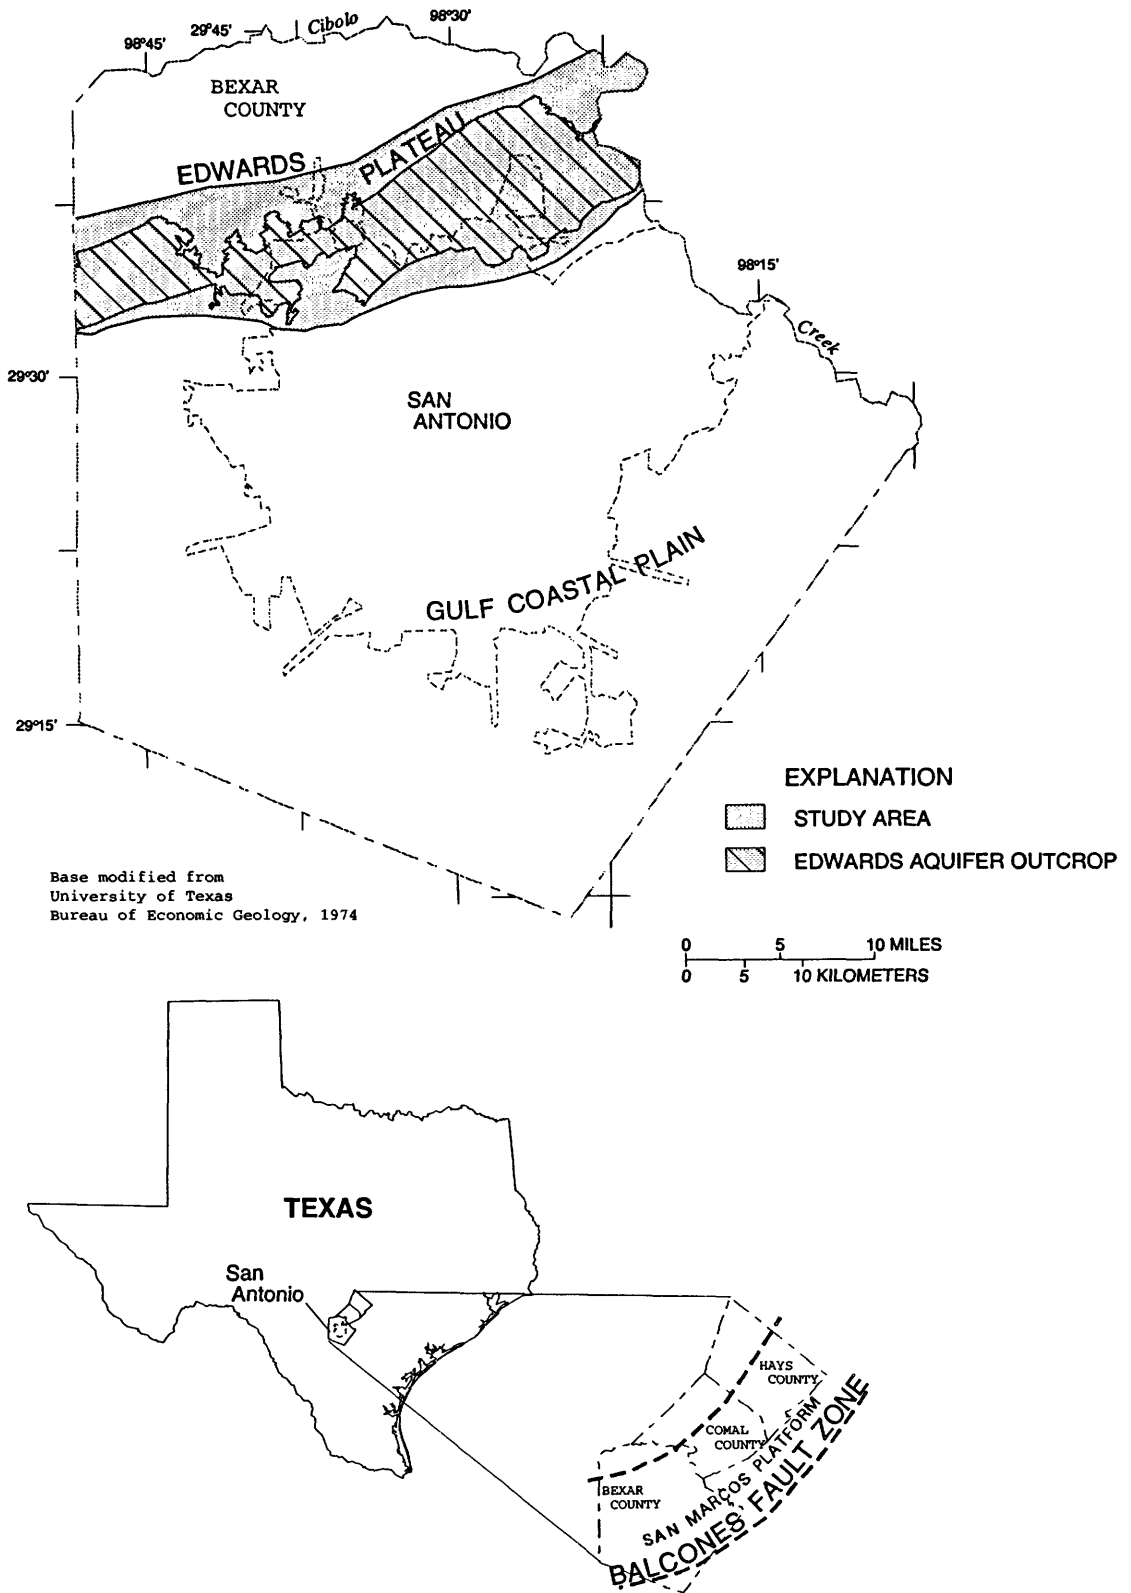 29°45'
Cibolo
98°30'
98°45'
BEXAR
COUNTY
EDWARDS PLATEAU
98°15'
Creek
29°30'
SAN
ANTONIO
GULF COASTAL PLAIN
29°15'
EXPLANATION
STUDY AREA
EDWARDS AQUIFER OUTCROP
Base modified from
University of Texas
Bureau of Economic Geology, 1974
0 5 10 MILES
0 5 10 KILOMETERS
TEXAS
San
Antonio
HAYS
COUNTY
COMAL
COUNTY
BEXAR
COUNTY
SAN MARCOS PLATFORM
BALCONES FAULT ZONE